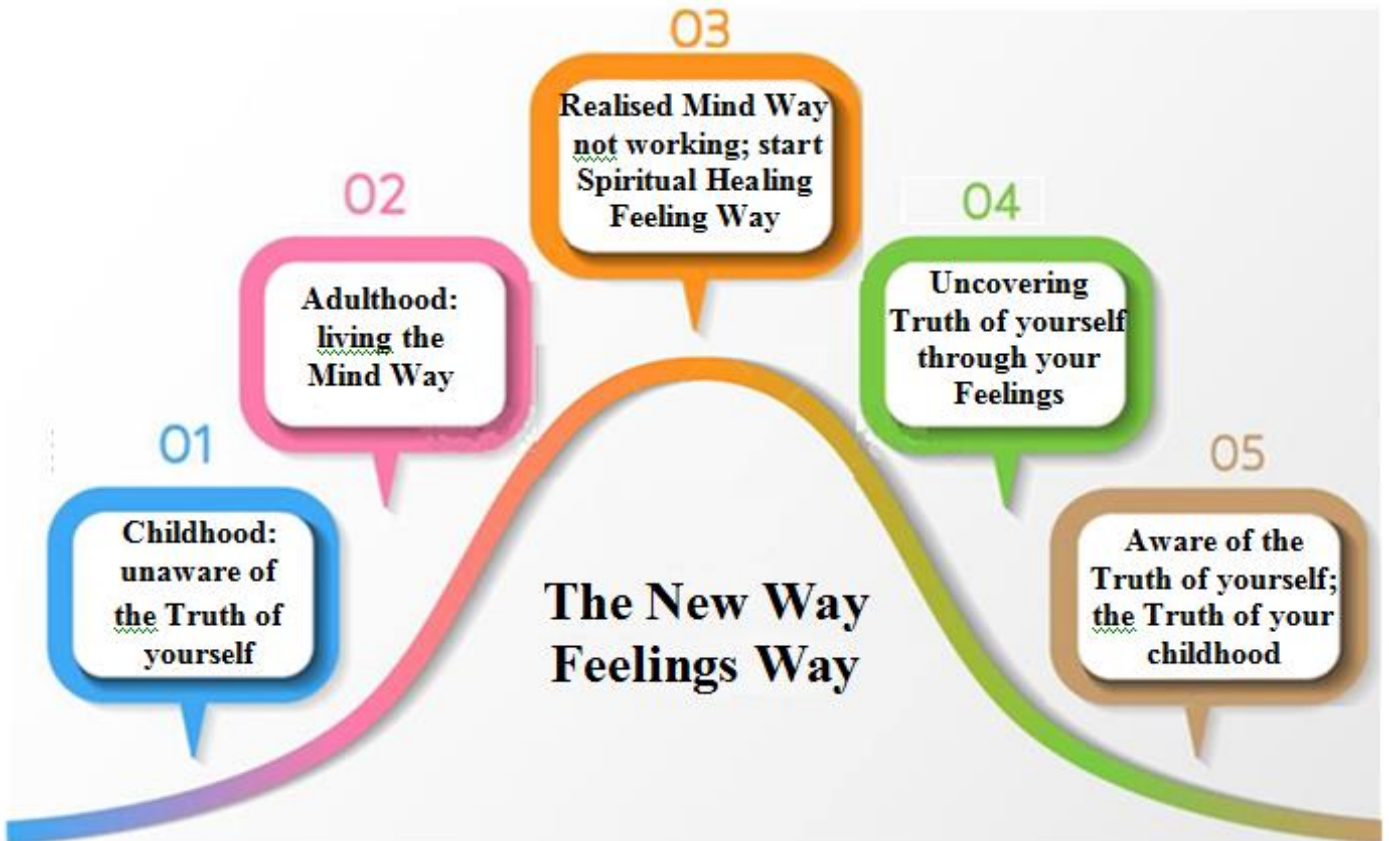 01
Childhood:
unaware of
the Truth of
yourself
02
Adulthood:
living the
Mind Way
03
Realised Mind Way
not working; start
Spiritual Healing
Feeling Way
04
Uncovering
Truth of yourself
through your
Feelings
05
Aware of the
Truth of yourself;
the Truth of your
childhood
The New Way
Feelings Way